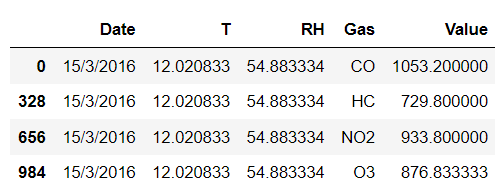 Date T RH Gas Value
0 15/3/2016 12.020833 54.883334 CO 1053.200000
328 15/3/2016 12.020833 54.883334 HC 729.800000
656 15/3/2016 12.020833 54.883334 NO2 933.800000
984 15/3/2016 12.020833 54.883334 O3 876.833333